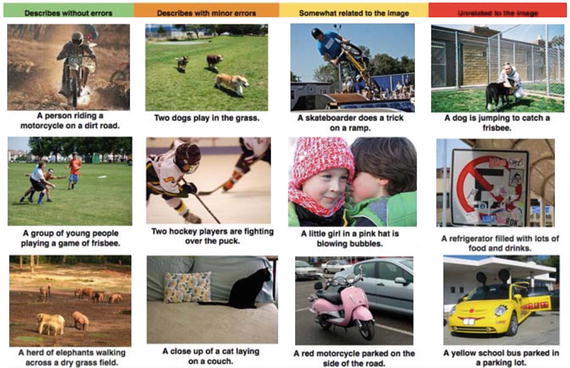 Describes without errors
Describes with minor errors
Somewhat related to the image
Unrelated to the image
A person riding a
motorcycle on a dirt road.
Two dogs play in the grass.
A skateboarder does a trick
on a ramp.
A dog is jumping to catch a
frisbee.
A group of young people
playing a game of frisbee.
Two hockey players are fighting
over the puck.
A little girl in a pink hat is
blowing bubbles.
A refrigerator filled with lots of
food and drinks.
A herd of elephants walking
across a dry grass field.
A close up of a cat laying
on a couch.
A red motorcycle parked on the
side of the road.
A yellow school bus parked in
a parking lot.